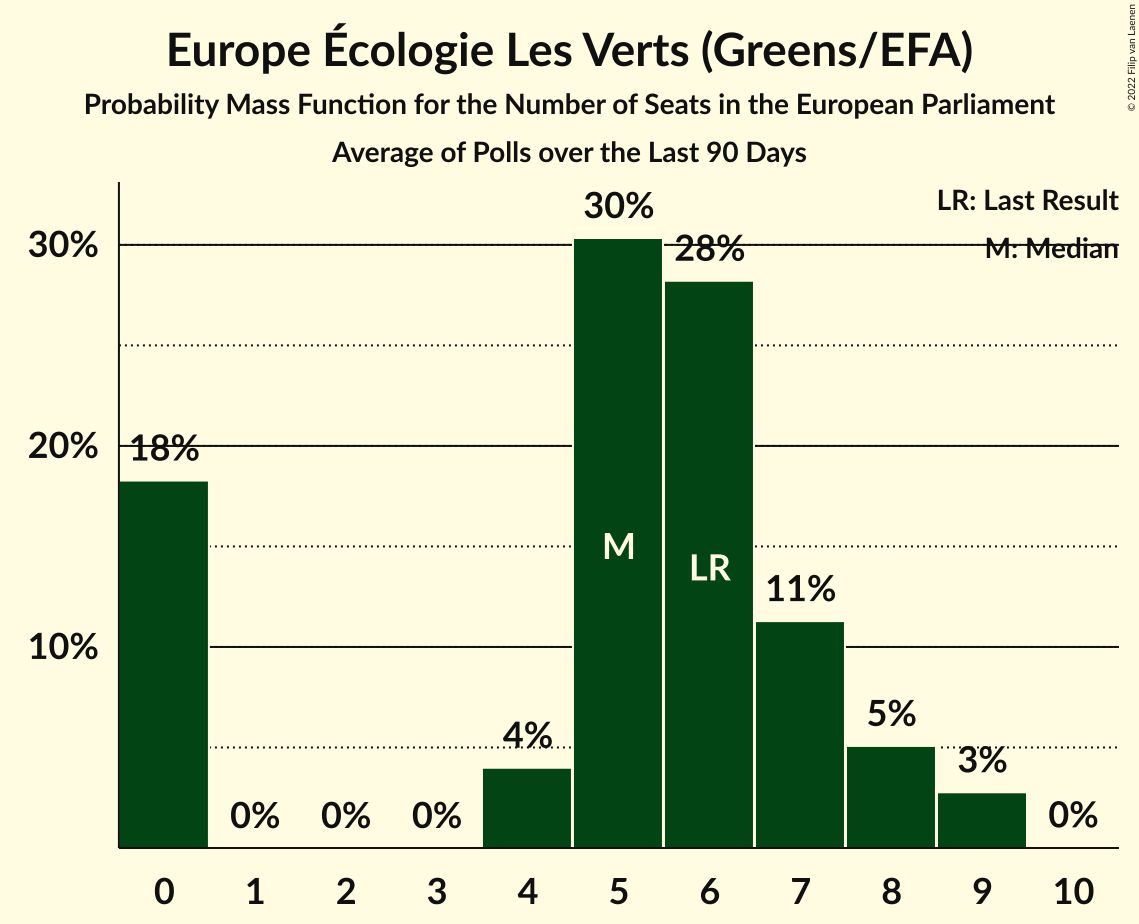 Europe Écologie Les Verts (Greens/EFA)
Probability Mass Function for the Number of Seats in the European Parliament
Average of Polls over the Last 90 Days
© 2022 Filip van Laenen
LR: Last Result
M: Median
30%
20%
10%
18%
0%
0%
0%
4%
30%
28%
11%
5%
3%
0%
M
LR
0 1 2 3 4 5 6 7 8 9 10